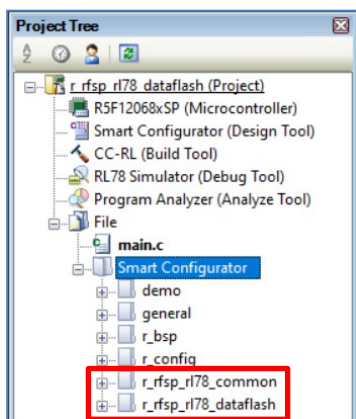 Project Tree
r_rfsp_rl78_dataflash (Project)
R5F12068xSP (Microcontroller)
Smart Configurator (Design Tool)
CC-RL (Build Tool)
RL78 Simulator (Debug Tool)
Program Analyzer (Analyze Tool)
File
main.c
Smart Configurator
demo
general
r_bsp
r_config
r_rfsp_rl78_common
r_rfsp_rl78_dataflash